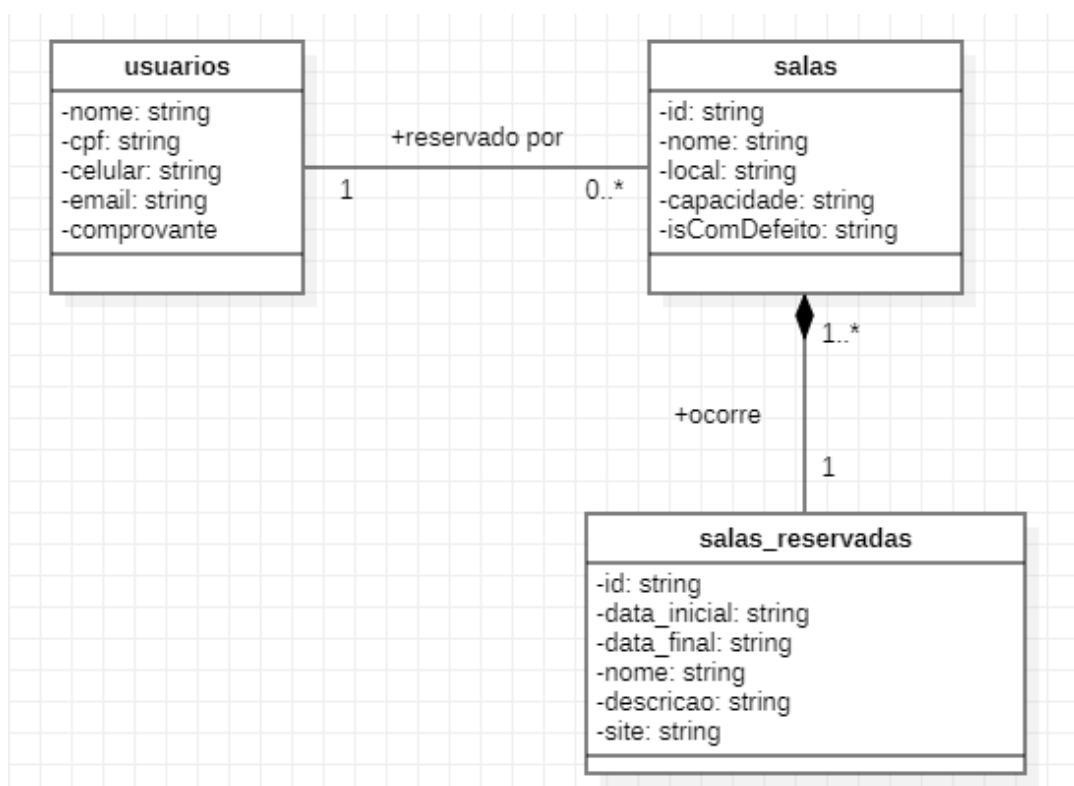 usuarios
-nome: string
-cpf: string
-celular: string
-email: string
-comprovante
+reservado por
1
0..*
salas
-id: string
-nome: string
-local: string
-capacidade: string
-isComDefeito: string
1..*
+ocorre
1
salas_reservadas
-id: string
-data_inicial: string
-data_final: string
-nome: string
-descricao: string
-site: string